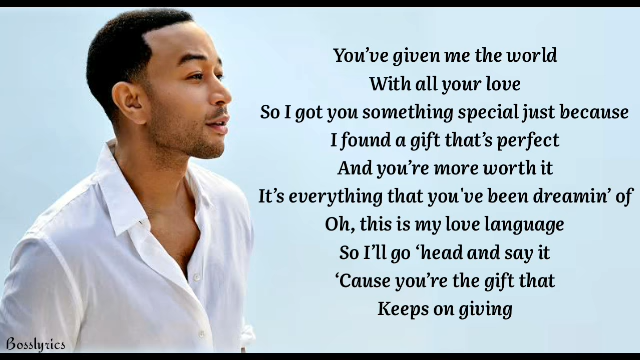 You’ve given me the world
With all your love
So I got you something special just because
I found a gift that’s perfect
And you’re more worth it
It’s everything that you've been dreamin’ of
Oh, this is my love language
So I’ll go ‘head and say it
‘Cause you’re the gift that
Keeps on giving
Bosslyrics